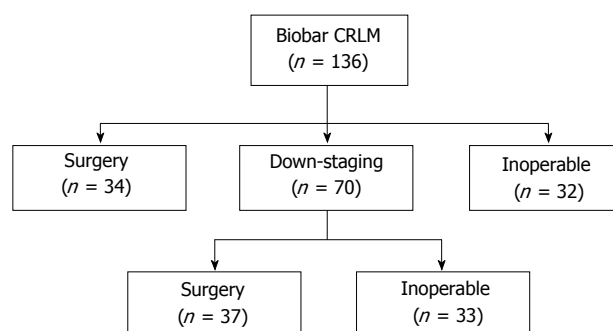 Biobar CRLM
(n = 136)
Surgery
(n = 34)
Down-staging
(n = 70)
Inoperable
(n = 32)
Surgery
(n = 37)
Inoperable
(n = 33)